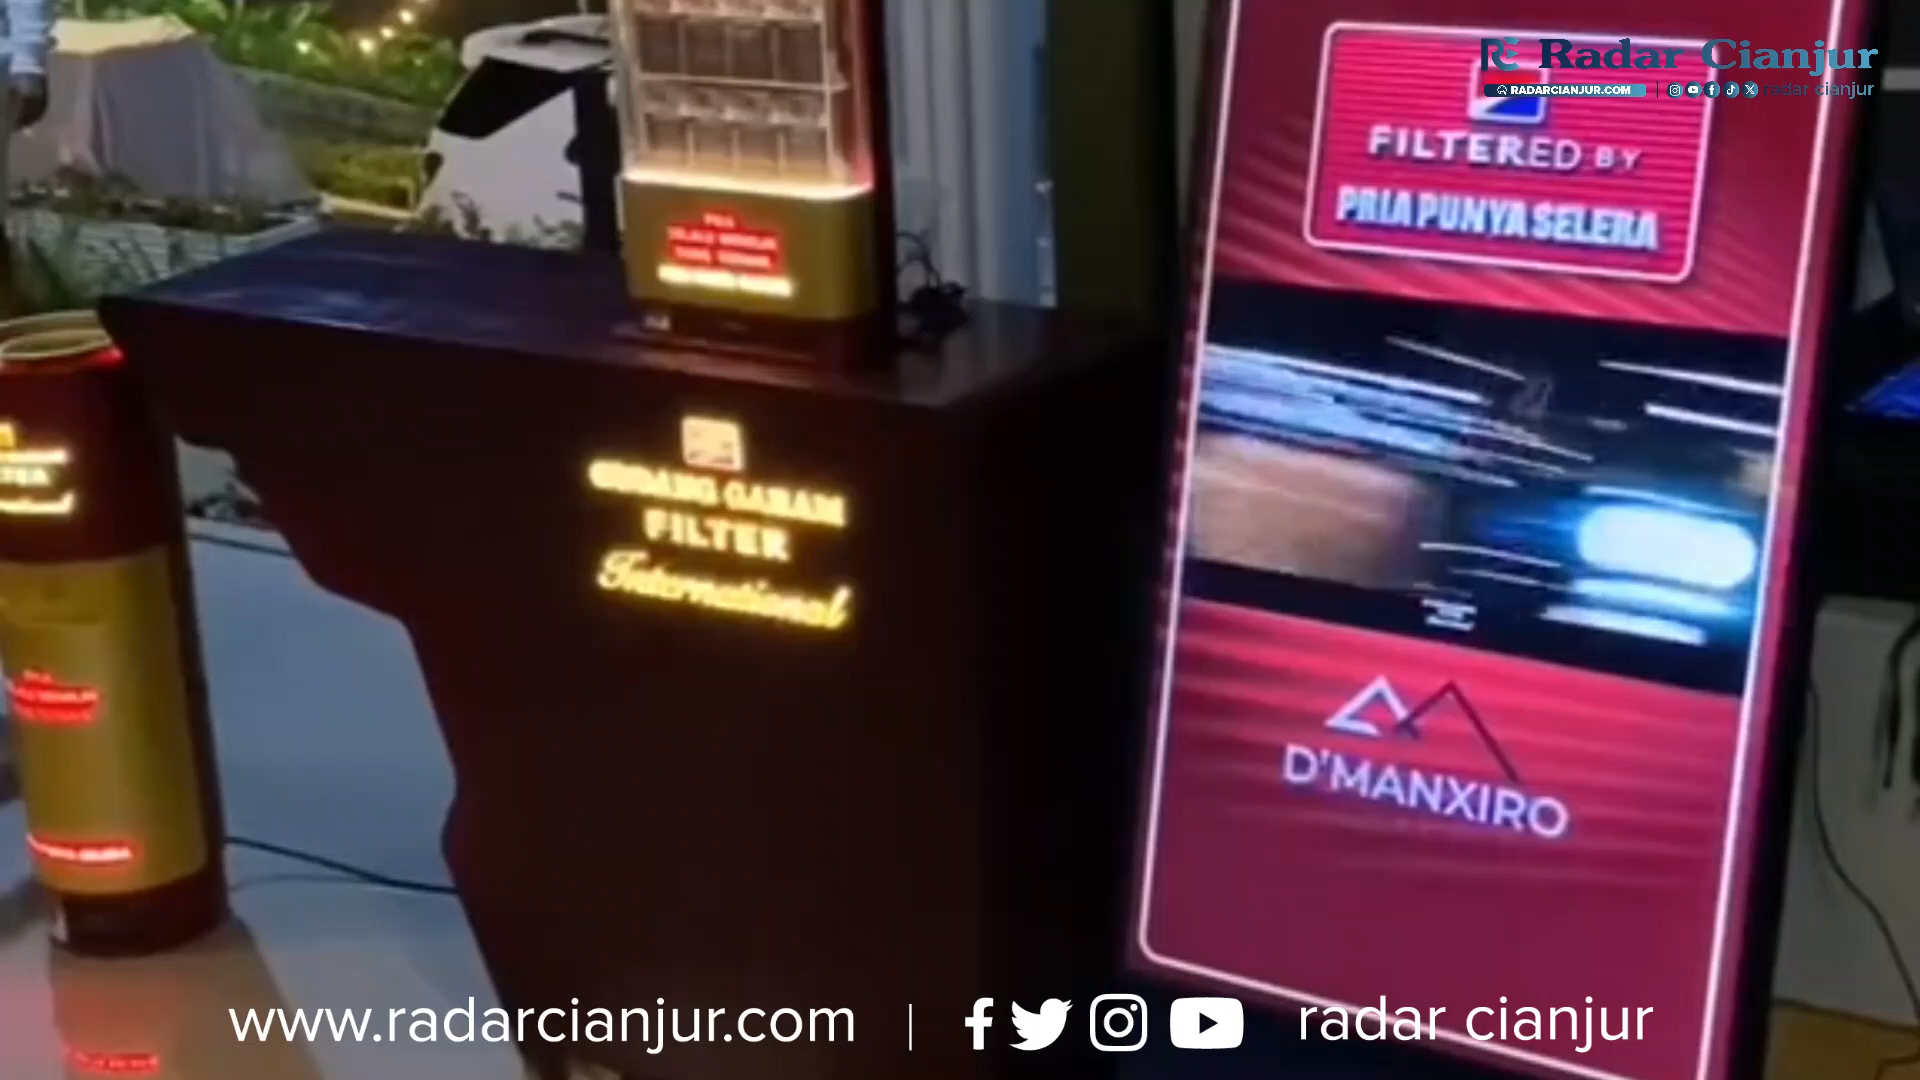 Radar Cianjur
RADARCIANJUR.COM | radar cianjur
FILTERED BY
PRIA PUNYA SELERA
GUDANG GARAM
FILTER
International
D'MANXIRO
www.radarcianjur.com | radar cianjur